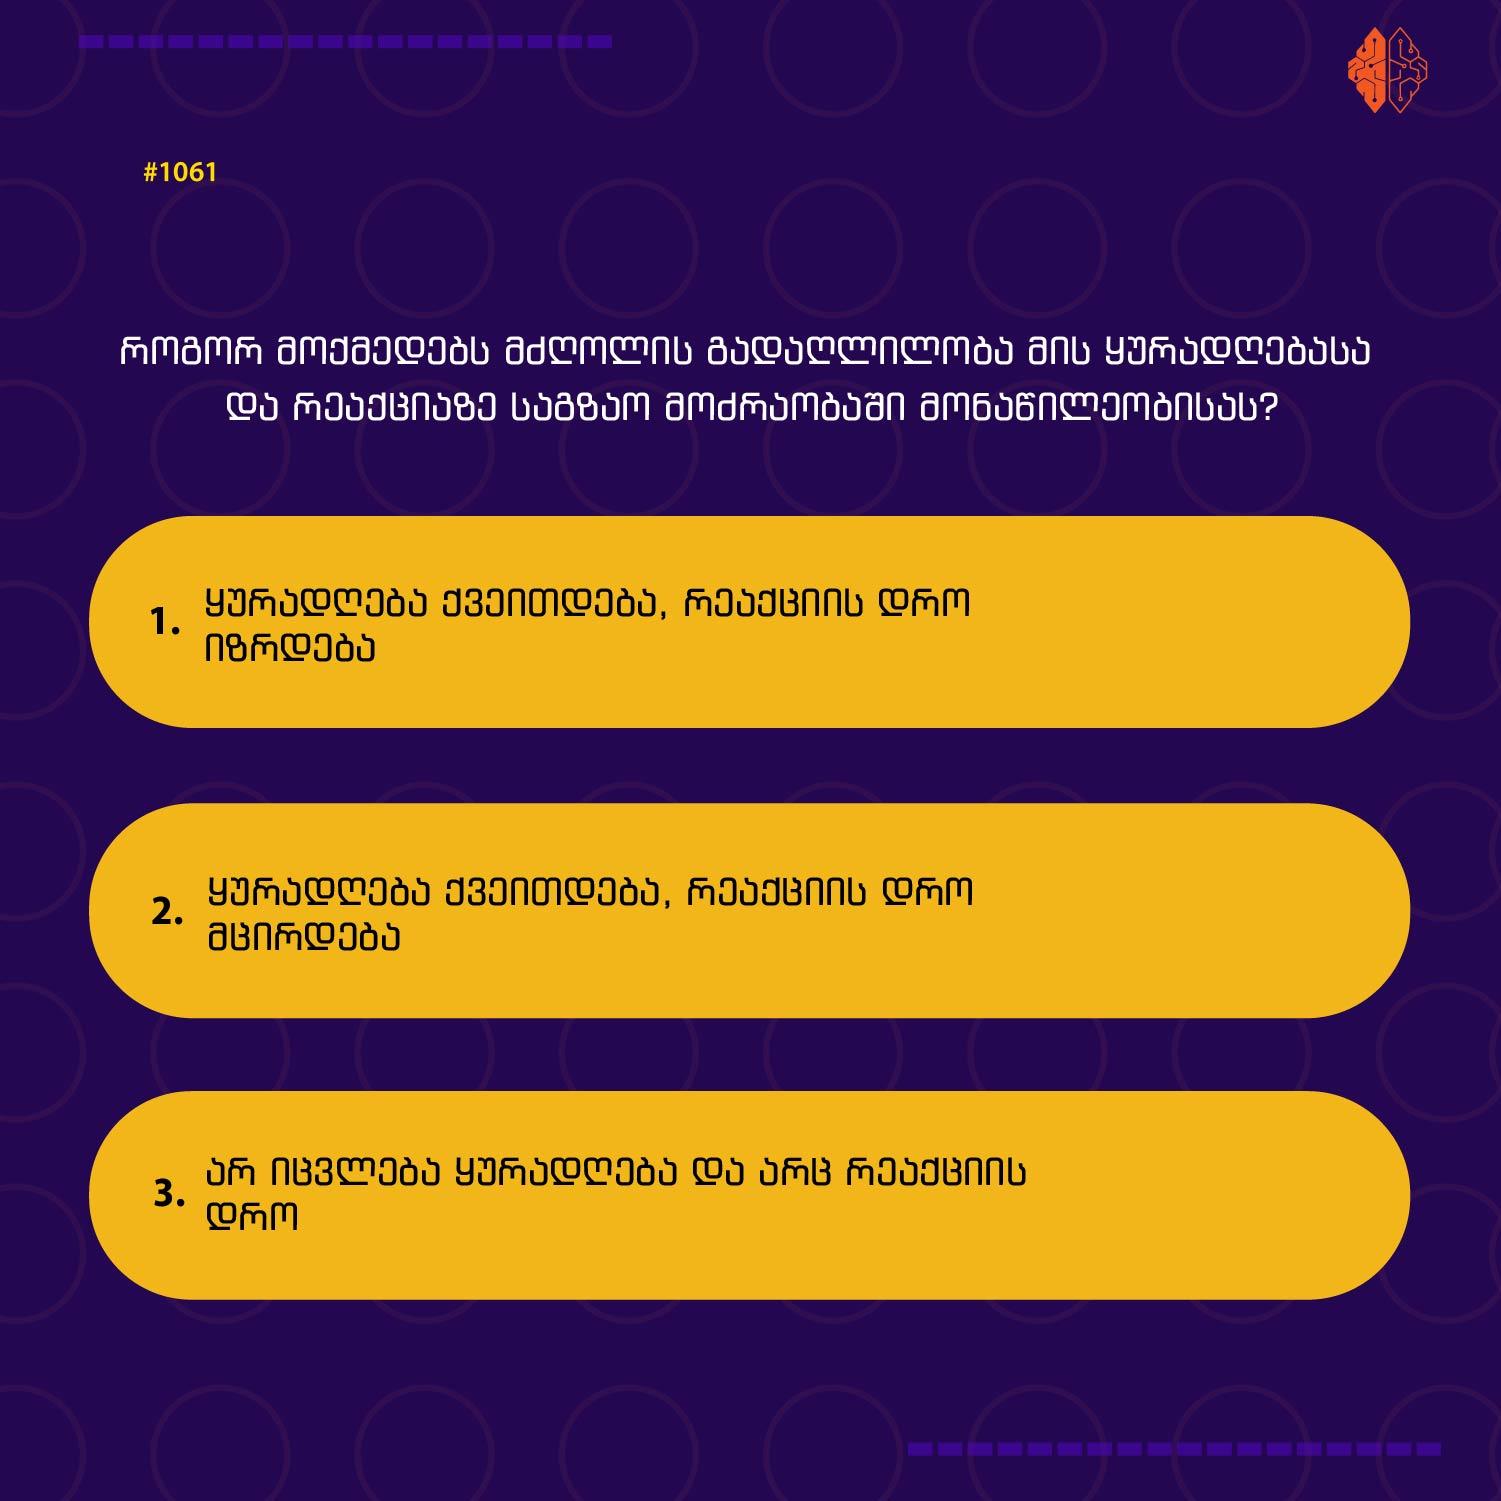 #1061
როგორ მოქმედებს მძღოლის გადაღლილობა მის ყურადღებასა
და რეაქციაზე საგზაო მოძრაობაში მონაწილეობისას?
1. ყურადღება ქვეითდება, რეაქციის დრო
იზრდება
2. ყურადღება ქვეითდება, რეაქციის დრო
მცირდება
3. არ იცვლება ყურადღება და არც რეაქციის
დრო